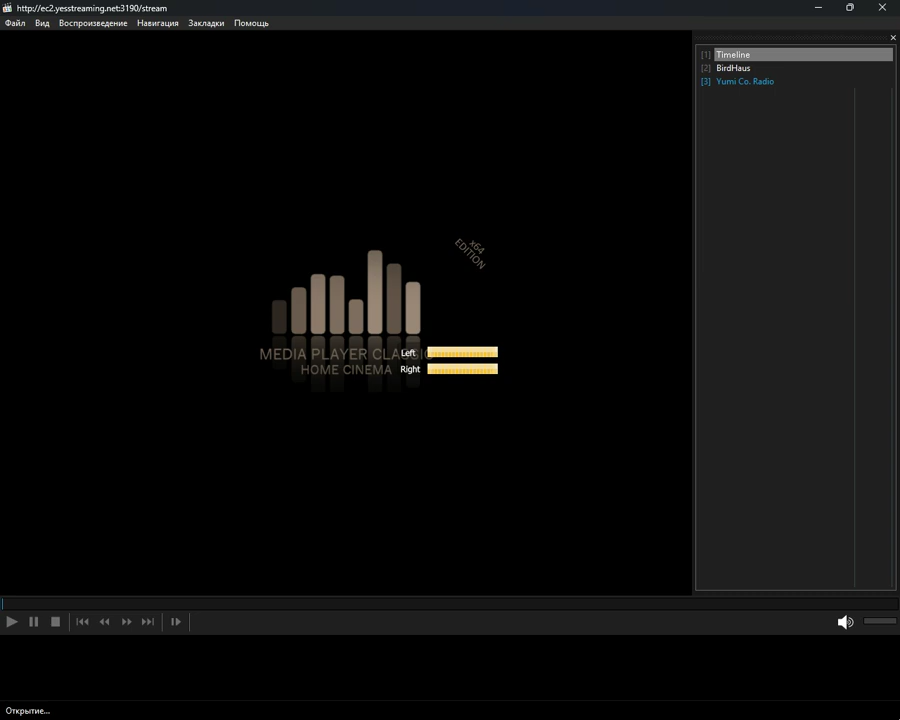 http://ec2.yesstreaming.net:3190/stream
Файл Вид Воспроизведение Навигация Закладки Помощь
[1] Timeline
[2] BirdHaus
[3] Yumi Co. Radio
x64
EDITION
MEDIA PLAYER CLASSIC
HOME CINEMA
Left
Right
Открытие...